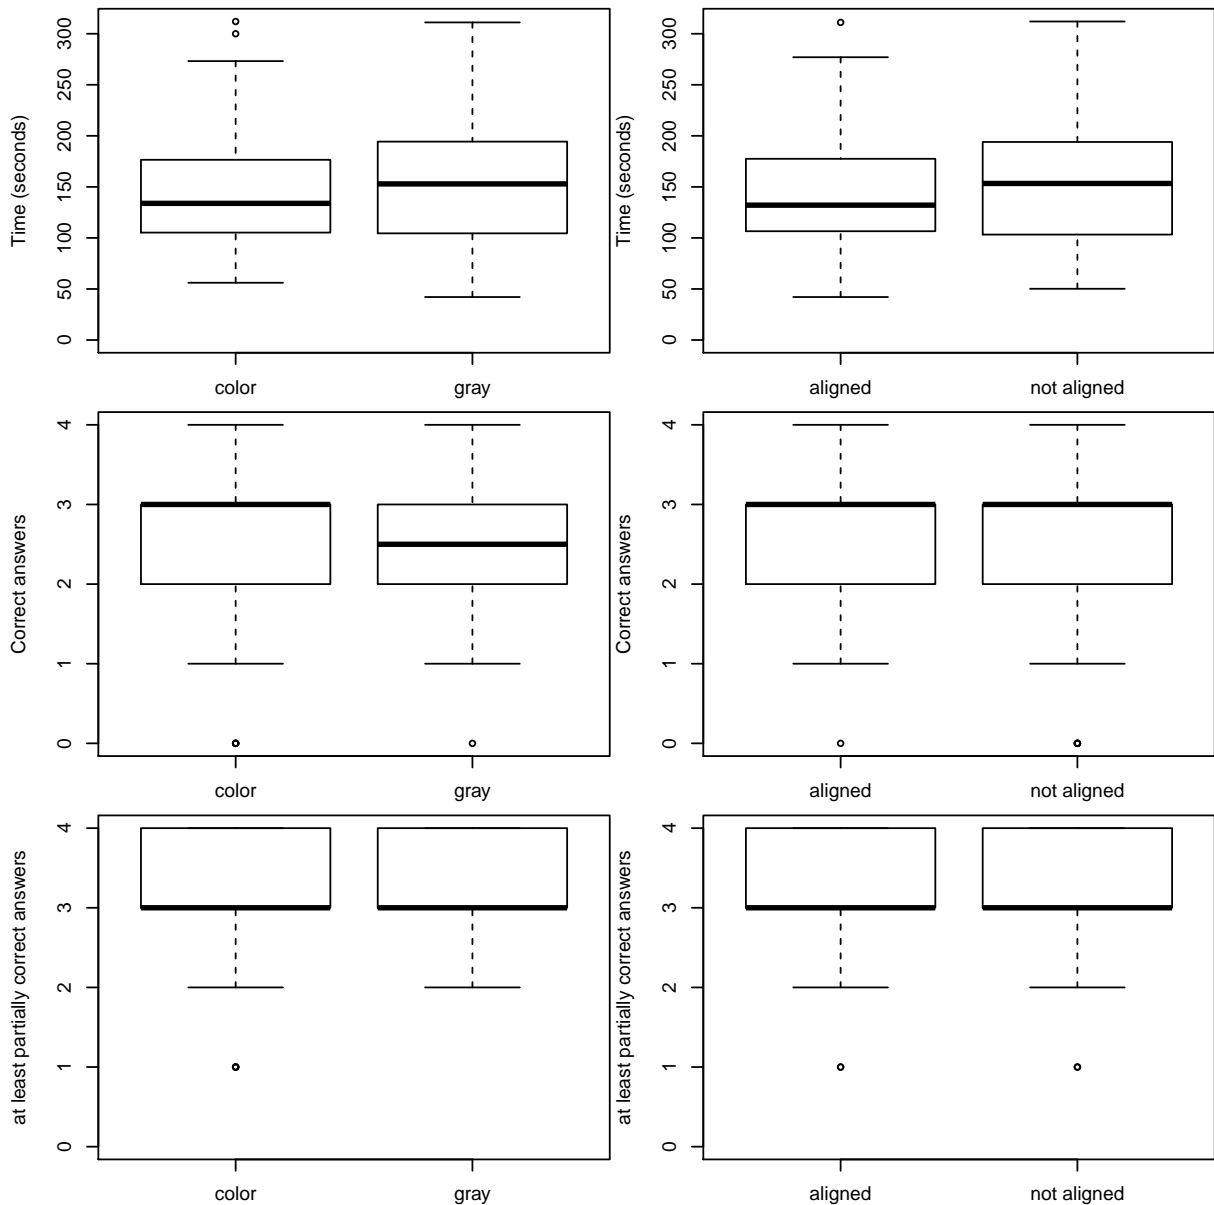 Time (seconds)
0 50 100 150 200 250 300
color gray
Time (seconds)
0 50 100 150 200 250 300
aligned not aligned
Correct answers
0 1 2 3 4
color gray
Correct answers
0 1 2 3 4
aligned not aligned
at least partially correct answers
0 1 2 3 4
color gray
at least partially correct answers
0 1 2 3 4
aligned not aligned